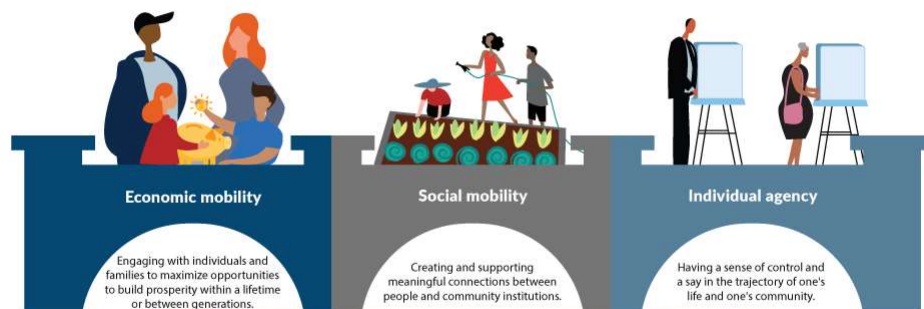 Economic mobility
Engaging with individuals and
families to maximize opportunities
to build prosperity within a lifetime
or between generations.
Social mobility
Creating and supporting
meaningful connections between
people and community institutions.
Individual agency
Having a sense of control and
a say in the trajectory of one's
life and one's community.